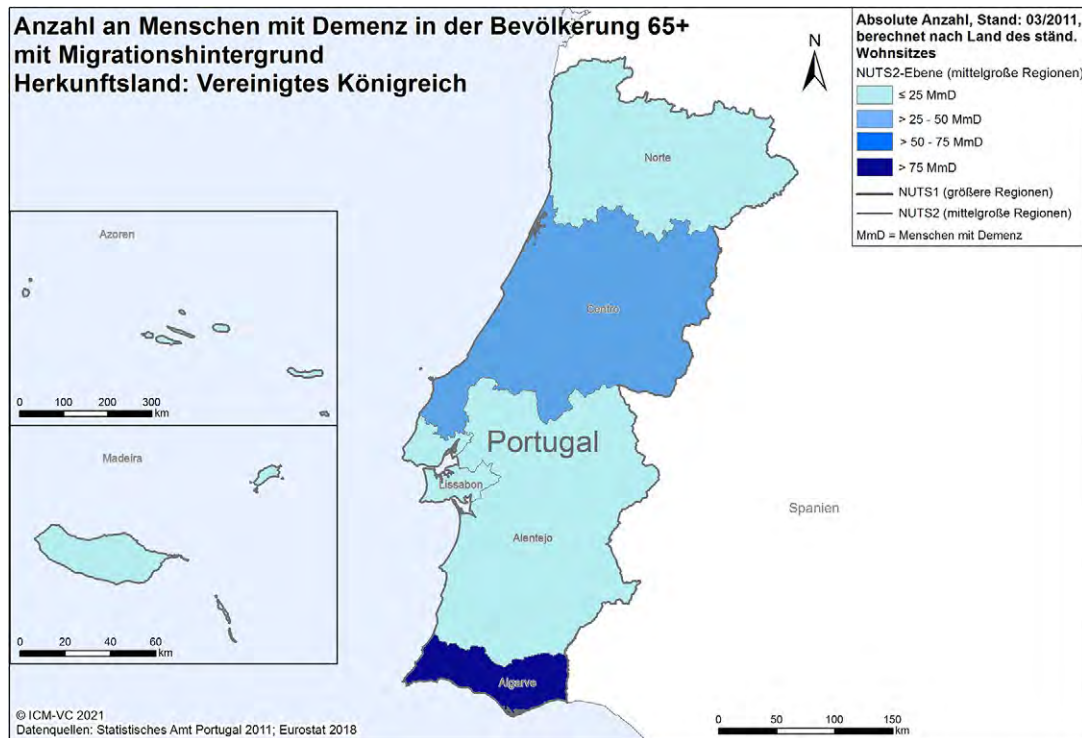 Anzahl an Menschen mit Demenz in der Bevölkerung 65+
mit Migrationshintergrund
Herkunftsland: Vereinigtes Königreich
Absolute Anzahl, Stand: 03/2011,
berechnet nach Land des ständ.
Wohnsitzes
NUTS2-Ebene (mittelgroße Regionen)
≤ 25 MmD
> 25 - 50 MmD
> 50 - 75 MmD
> 75 MmD
NUTS1 (größere Regionen)
NUTS2 (mittelgroße Regionen)
MmD = Menschen mit Demenz
N
Norte
Azoren
Centro
0 100 200 300
km
Portugal
Madeira
Lissabon
Spanien
Alentejo
0 20 40 60
km
Algarve
© ICM-VC 2021
Datenquellen: Statistisches Amt Portugal 2011; Eurostat 2018
0 50 100 150
km